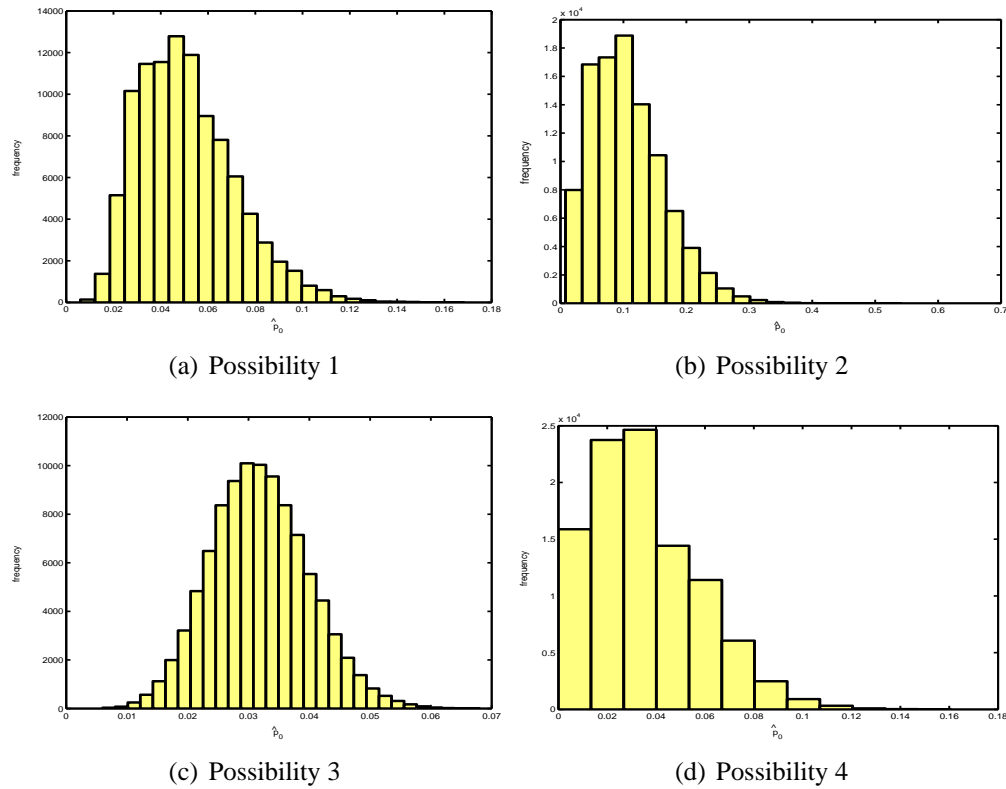 14000
12000
10000
8000
6000
4000
2000
0
frequency
0 0.02 0.04 0.06 0.08 0.1 0.12 0.14 0.16 0.18
p̂₀
(a) Possibility 1
× 10⁴
2
1.8
1.6
1.4
1.2
1
0.8
0.6
0.4
0.2
0
frequency
0.1 0.2 0.3 0.4 0.5 0.6 0.7
p̂₀
(b) Possibility 2
12000
10000
8000
6000
4000
2000
0
frequency
0 0.01 0.02 0.03 0.04 0.05 0.06 0.07
p̂₀
(c) Possibility 3
× 10⁴
2.5
2
1.5
1
0.5
0
frequency
0 0.02 0.04 0.06 0.08 0.1 0.12 0.14 0.16 0.18
p̂₀
(d) Possibility 4